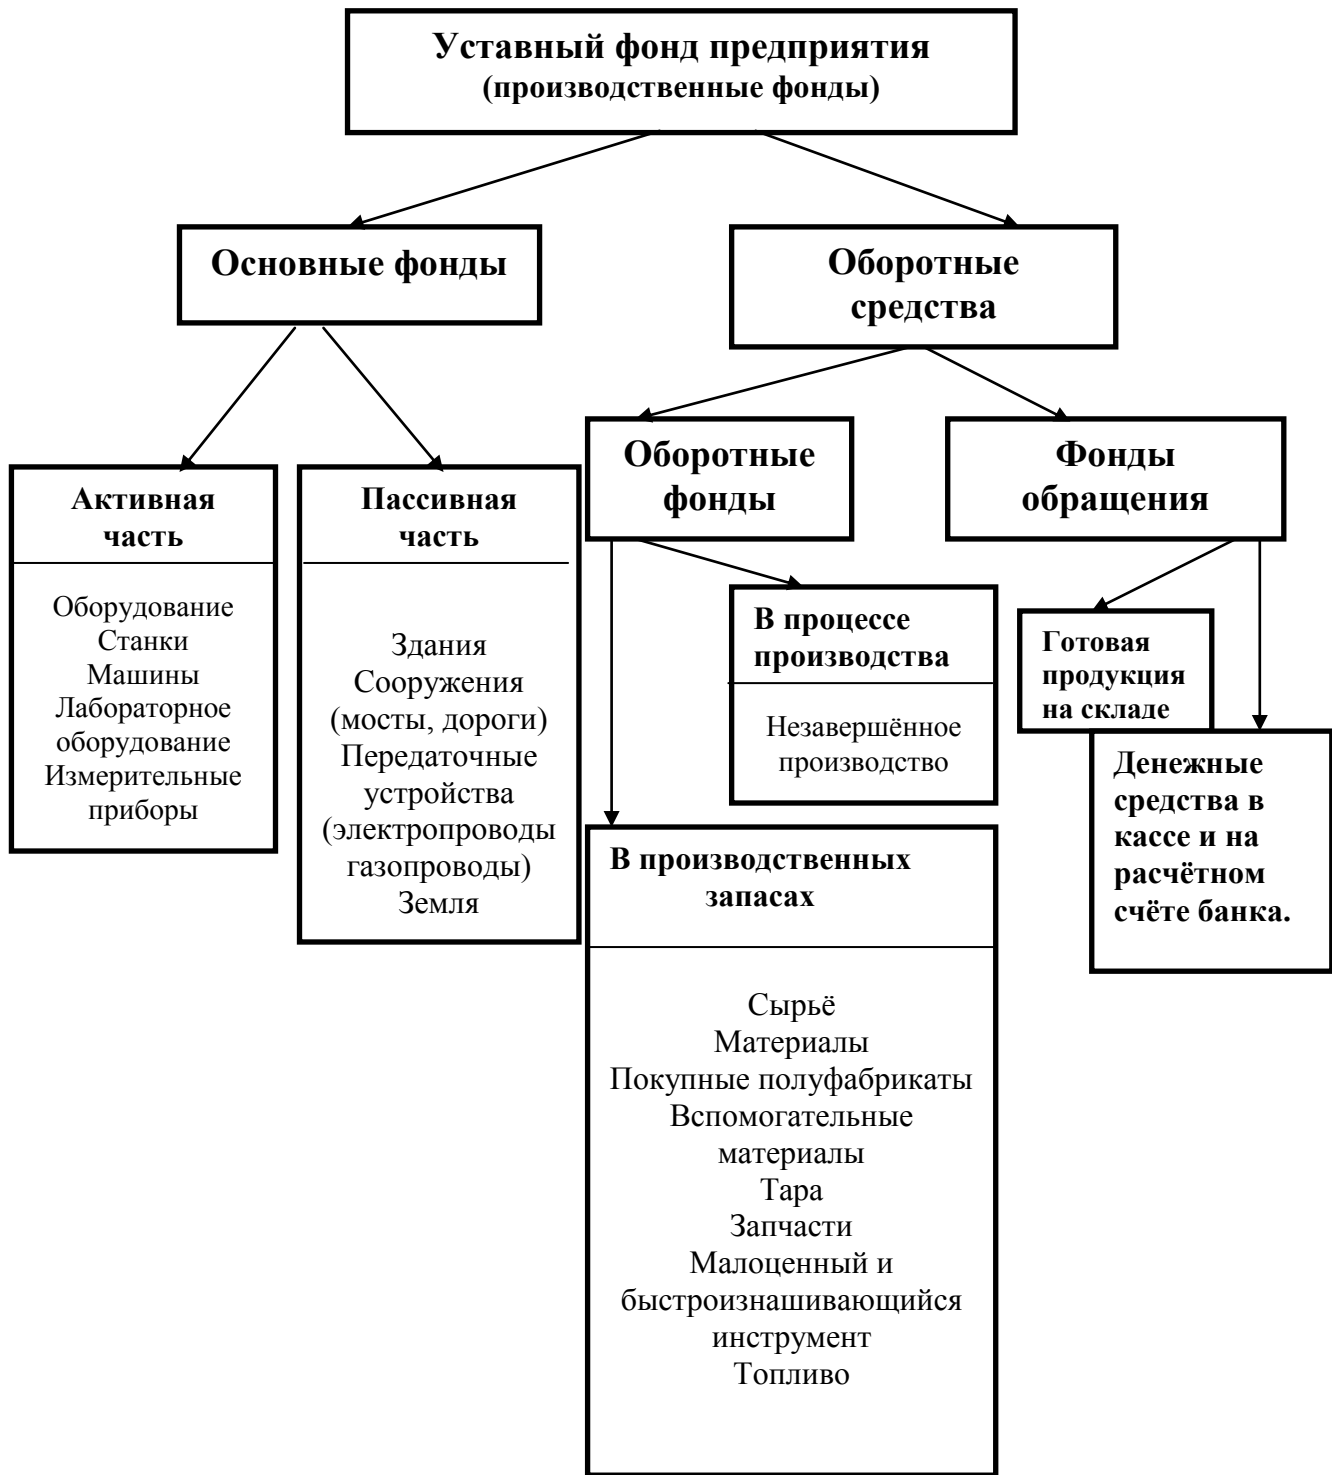 Уставный фонд предприятия
(производственные фонды)
Основные фонды
Оборотные
средства
Оборотные
фонды
Фонды
обращения
Активная
часть
Оборудование
Станки
Машины
Лабораторное
оборудование
Измерительные
приборы
Пассивная
часть
Здания
Сооружения
(мосты, дороги)
Передаточные
устройства
(электропроводы
газопроводы)
Земля
В процессе
производства
Незавершённое
производство
Готовая
продукция
на складе
Денежные
средства в
кассе и на
расчётном
счёте банка.
В производственных
запасах
Сырьё
Материалы
Покупные полуфабрикаты
Вспомогательные
материалы
Тара
Запчасти
Малоценный и
быстроизнашивающийся
инструмент
Топливо